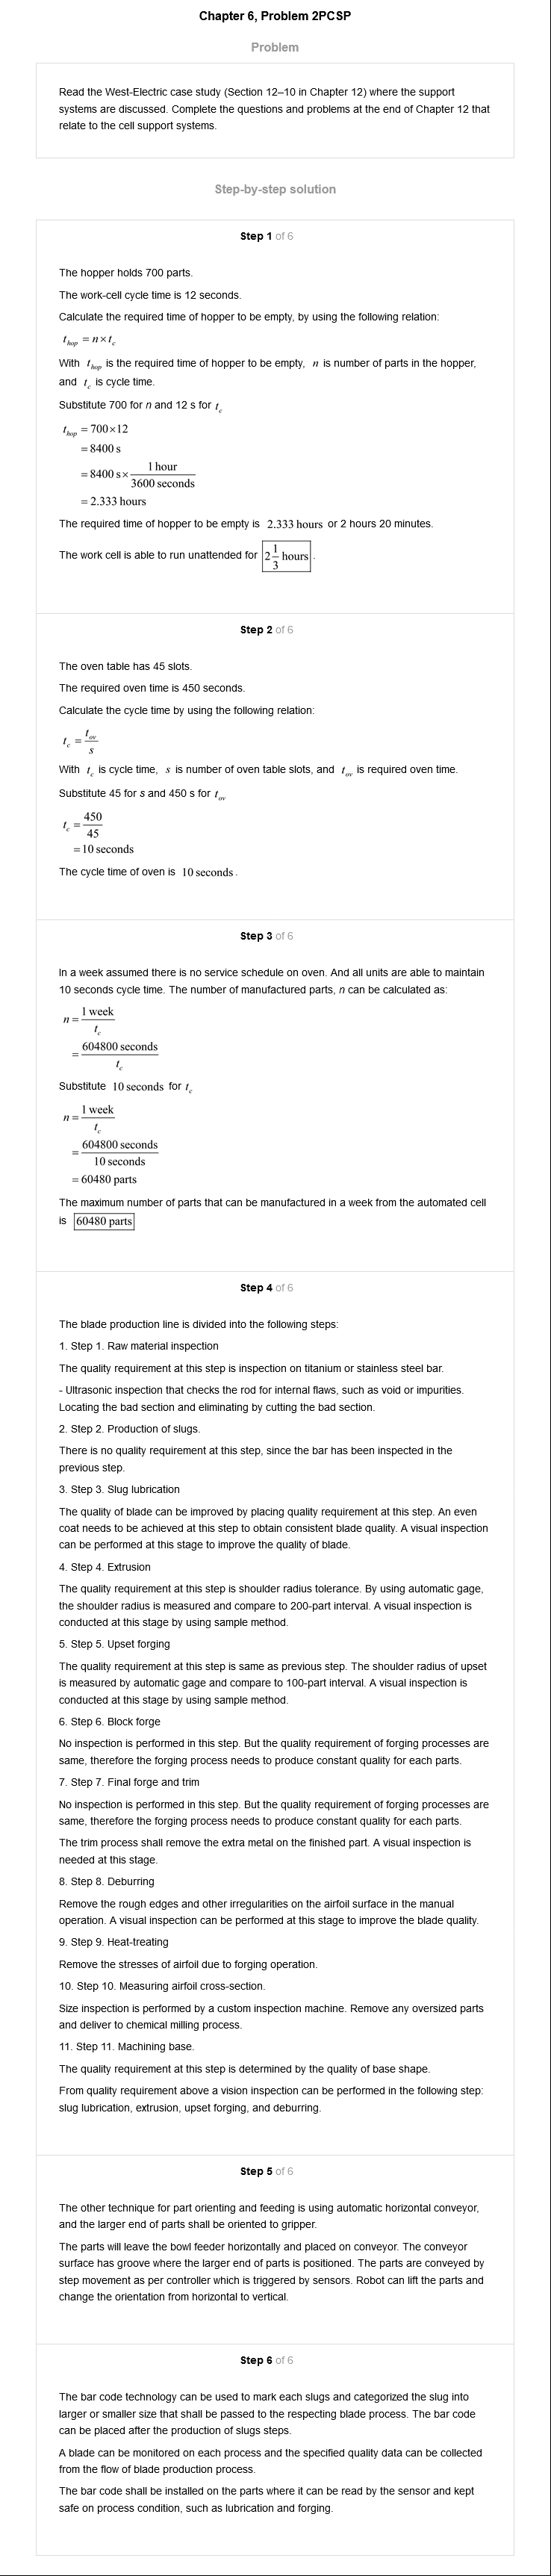 Chapter 6, Problem 2PCSP
Problem
Read the West-Electric case study (Section 12–10 in Chapter 12) where the support
systems are discussed. Complete the questions and problems at the end of Chapter 12 that
relate to the cell support systems.
Step-by-step solution
Step 1 of 6
The hopper holds 700 parts.
The work-cell cycle time is 12 seconds.
Calculate the required time of hopper to be empty, by using the following relation:
t_hop = n × t_c
With t_hop is the required time of hopper to be empty, n is number of parts in the hopper,
and t_c is cycle time.
Substitute 700 for n and 12 s for t_c
t_hop = 700×12
= 8400 s
= 8400 s × 1 hour / 3600 seconds
= 2.333 hours
The required time of hopper to be empty is 2.333 hours or 2 hours 20 minutes.
The work cell is able to run unattended for 2 1/3 hours.
Step 2 of 6
The oven table has 45 slots.
The required oven time is 450 seconds.
Calculate the cycle time by using the following relation:
t_c = t_ov / s
With t_c is cycle time, s is number of oven table slots, and t_ov is required oven time.
Substitute 45 for s and 450 s for t_ov
t_c = 450 / 45
= 10 seconds
The cycle time of oven is 10 seconds.
Step 3 of 6
In a week assumed there is no service schedule on oven. And all units are able to maintain
10 seconds cycle time. The number of manufactured parts, n can be calculated as:
n = 1 week / t_c
= 604800 seconds / t_c
Substitute 10 seconds for t_c
n = 1 week / t_c
= 604800 seconds / 10 seconds
= 60480 parts
The maximum number of parts that can be manufactured in a week from the automated cell
is 60480 parts
Step 4 of 6
The blade production line is divided into the following steps:
1. Step 1. Raw material inspection
The quality requirement at this step is inspection on titanium or stainless steel bar.
- Ultrasonic inspection that checks the rod for internal flaws, such as void or impurities.
Locating the bad section and eliminating by cutting the bad section.
2. Step 2. Production of slugs.
There is no quality requirement at this step, since the bar has been inspected in the
previous step.
3. Step 3. Slug lubrication
The quality of blade can be improved by placing quality requirement at this step. An even
coat needs to be achieved at this step to obtain consistent blade quality. A visual inspection
can be performed at this stage to improve the quality of blade.
4. Step 4. Extrusion
The quality requirement at this step is shoulder radius tolerance. By using automatic gage,
the shoulder radius is measured and compare to 200-part interval. A visual inspection is
conducted at this stage by using sample method.
5. Step 5. Upset forging
The quality requirement at this step is same as previous step. The shoulder radius of upset
is measured by automatic gage and compare to 100-part interval. A visual inspection is
conducted at this stage by using sample method.
6. Step 6. Block forge
No inspection is performed in this step. But the quality requirement of forging processes are
same, therefore the forging process needs to produce constant quality for each parts.
7. Step 7. Final forge and trim
No inspection is performed in this step. But the quality requirement of forging processes are
same, therefore the forging process needs to produce constant quality for each parts.
The trim process shall remove the extra metal on the finished part. A visual inspection is
needed at this stage.
8. Step 8. Deburring
Remove the rough edges and other irregularities on the airfoil surface in the manual
operation. A visual inspection can be performed at this stage to improve the blade quality.
9. Step 9. Heat-treating
Remove the stresses of airfoil due to forging operation.
10. Step 10. Measuring airfoil cross-section.
Size inspection is performed by a custom inspection machine. Remove any oversized parts
and deliver to chemical milling process.
11. Step 11. Machining base.
The quality requirement at this step is determined by the quality of base shape.
From quality requirement above a vision inspection can be performed in the following step:
slug lubrication, extrusion, upset forging, and deburring.
Step 5 of 6
The other technique for part orienting and feeding is using automatic horizontal conveyor,
and the larger end of parts shall be oriented to gripper.
The parts will leave the bowl feeder horizontally and placed on conveyor. The conveyor
surface has groove where the larger end of parts is positioned. The parts are conveyed by
step movement as per controller which is triggered by sensors. Robot can lift the parts and
change the orientation from horizontal to vertical.
Step 6 of 6
The bar code technology can be used to mark each slugs and categorized the slug into
larger or smaller size that shall be passed to the respecting blade process. The bar code
can be placed after the production of slugs steps.
A blade can be monitored on each process and the specified quality data can be collected
from the flow of blade production process.
The bar code shall be installed on the parts where it can be read by the sensor and kept
safe on process condition, such as lubrication and forging.